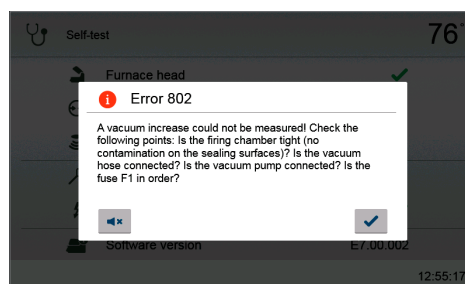 Self-test
76°
Furnace head
Error 802
A vacuum increase could not be measured! Check the
following points: Is the firing chamber tight (no
contamination on the sealing surfaces)? Is the vacuum
hose connected? Is the vacuum pump connected? Is the
fuse F1 in order?
Software version
E7.00.002
12:55:17